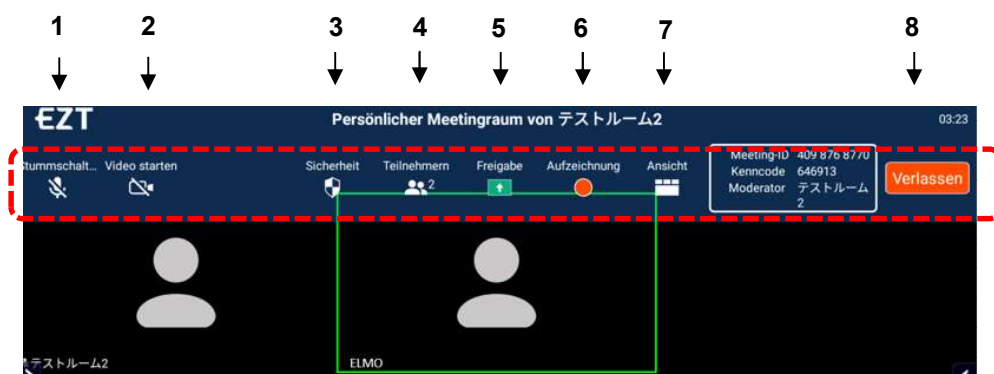 1 2 3 4 5 6 7 8
EZT Persönlicher Meetingraum von テストルーム2 03:23
tummschalt... Video starten Sicherheit Teilnehmern Freigabe Aufzeichnung Ansicht
2
Meeting-ID 409 876 8770
Kenncode 646913
Moderator テストルーム
2
Verlassen
テストルーム2 ELMO